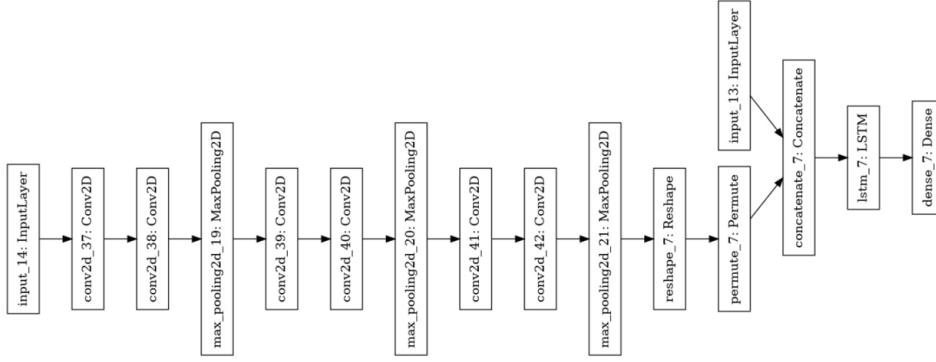 input_14: InputLayer
conv2d_37: Conv2D
conv2d_38: Conv2D
max_pooling2d_19: MaxPooling2D
conv2d_39: Conv2D
conv2d_40: Conv2D
max_pooling2d_20: MaxPooling2D
conv2d_41: Conv2D
conv2d_42: Conv2D
max_pooling2d_21: MaxPooling2D
reshape_7: Reshape
input_13: InputLayer
permute_7: Permute
concatenate_7: Concatenate
lstm_7: LSTM
dense_7: Dense